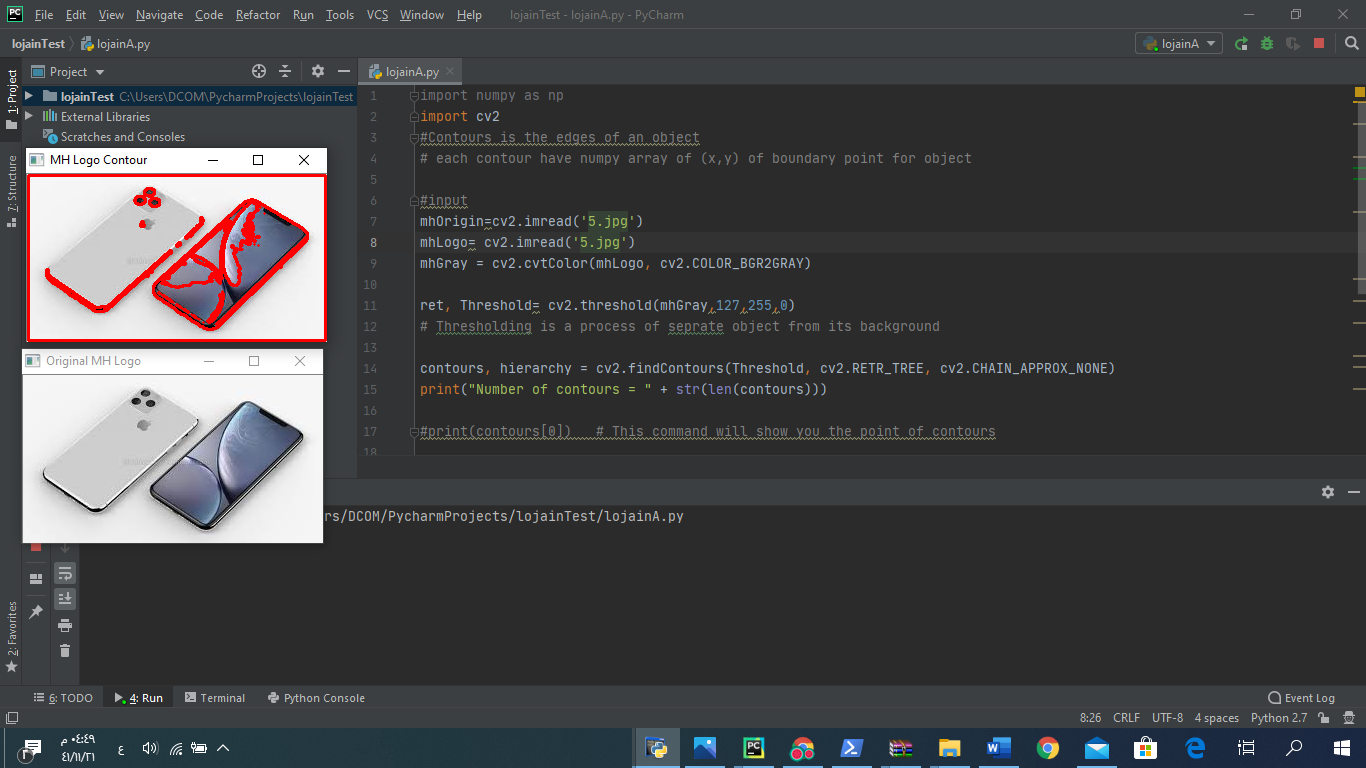 PC File Edit View Navigate Code Refactor Run Tools VCS Window Help lojainTest - lojainA.py - PyCharm
lojainTest lojainA.py lojainA
1: Project
7: Structure
2: Favorites
Project
lojainTest C:\Users\DCOM\PycharmProjects\lojainTest
External Libraries
Scratches and Consoles
MH Logo Contour
Original MH Logo
lojainA.py
1 import numpy as np
2 import cv2
3 #Contours is the edges of an object
4 # each contour have numpy array of (x,y) of boundary point for object
5
6 #input
7 mhOrigin=cv2.imread('5.jpg')
8 mhLogo= cv2.imread('5.jpg')
9 mhGray = cv2.cvtColor(mhLogo, cv2.COLOR_BGR2GRAY)
10
11 ret, Threshold= cv2.threshold(mhGray,127,255,0)
12 # Thresholding is a process of seprate object from its background
13
14 contours, hierarchy = cv2.findContours(Threshold, cv2.RETR_TREE, cv2.CHAIN_APPROX_NONE)
15 print("Number of contours = " + str(len(contours)))
16
17 #print(contours[0]) # This command will show you the point of contours
18
rs/DCOM/PycharmProjects/lojainTest/lojainA.py
6: TODO 4: Run Terminal Python Console Event Log
8:26 CRLF UTF-8 4 spaces Python 2.7
٠٤:٤٩ م
٤١/١١/٢٦
ع
٢
PC